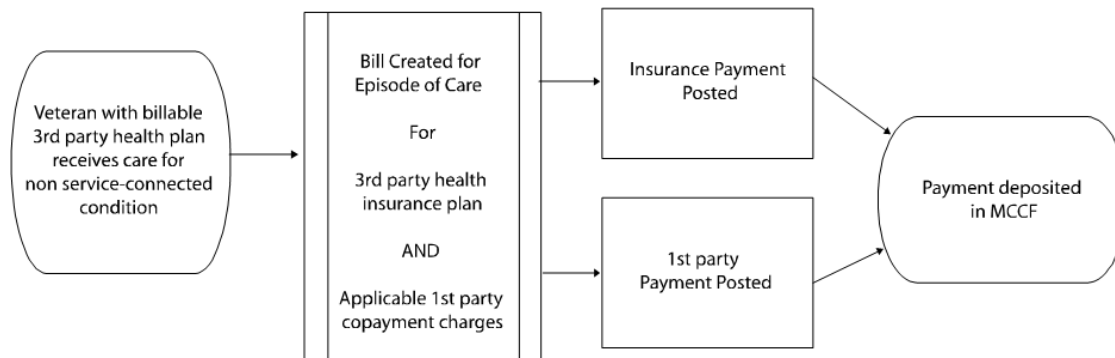 Veteran with billable
3rd party health plan
receives care for
non service-connected
condition
Bill Created for
Episode of Care
For
3rd party health
insurance plan
AND
Applicable 1st party
copayment charges
Insurance Payment
Posted
1st party
Payment Posted
Payment deposited
in MCCF